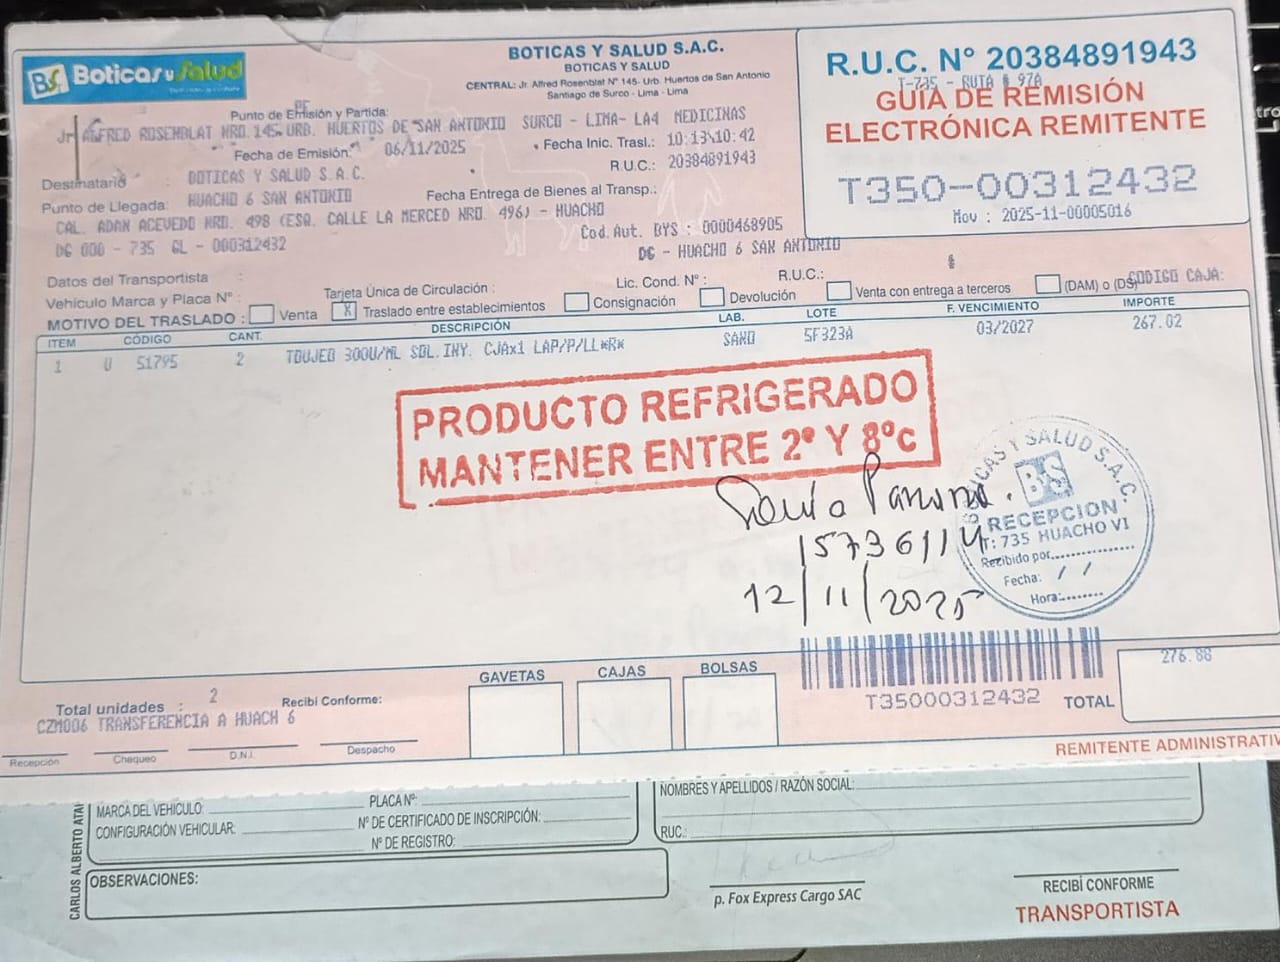 BS Boticas y Salud
BOTICAS Y SALUD S.A.C.
BOTICAS Y SALUD
CENTRAL: Jr. Alfred Rosenblat N° 145- Urb. Huertos de San Antonio
Santiago de Surco - Lima - Lima
R.U.C. N° 20384891943
T-735 - RUTA # 97A
GUÍA DE REMISIÓN
ELECTRÓNICA REMITENTE
T350-00312432
Mov : 2025-11-00005016
Punto de Emisión y Partida:
Jr ALFRED ROSENBLAT NRO. 145 URB. HUERTOS DE SAN ANTONIO SURCO - LIMA- LA4 MEDICINAS
Fecha de Emisión: 06/11/2025
Fecha Inic. Trasl.: 10:13:10:42
Destinatario : BOTICAS Y SALUD S.A.C.
R.U.C.: 20384891943
Punto de Llegada: HUACHO 6 SAN ANTONIO
Fecha Entrega de Bienes al Transp.:
CAL. ADAN ACEVEDO NRO. 498 (ESQ. CALLE LA MERCED NRO. 496) - HUACHO
Cod. Aut. BYS : 0000468905
DG 000 - 735 GL - 000312432
DG - HUACHO 6 SAN ANTONIO
Datos del Transportista :
Vehículo Marca y Placa N° :
Tarjeta Única de Circulación :
Lic. Cond. N° :
R.U.C.:
CODIGO CAJA:
MOTIVO DEL TRASLADO : Venta X Traslado entre establecimientos Consignación Devolución Venta con entrega a terceros (DAM) o (DS)
ITEM CÓDIGO CANT. DESCRIPCIÓN LAB. LOTE F. VENCIMIENTO IMPORTE
1 U 51795 2 TOUJEO 300U/ML SOL.INY. CJAx1 LAP/P/LL*R* SANO 5F323A 03/2027 267.02
PRODUCTO REFRIGERADO
MANTENER ENTRE 2° Y 8°c
15736114
12/11/2025
BOTICAS Y SALUD S.A.C.
BS
RECEPCION
T: 735 HUACHO VI
Recibido por
Fecha: / /
Hora:
Total unidades : 2
Recibí Conforme:
GAVETAS CAJAS BOLSAS
T35000312432
TOTAL 276.88
CZM006 TRANSFERENCIA A HUACH 6
Recepción Chequeo D.N.I. Despacho
REMITENTE ADMINISTRATIV
CARLOS ALBERTO ATA
MARCA DEL VEHÍCULO:
PLACA Nº:
CONFIGURACIÓN VEHICULAR:
Nº DE CERTIFICADO DE INSCRIPCIÓN:
Nº DE REGISTRO:
NOMBRES Y APELLIDOS / RAZÓN SOCIAL:
RUC.:
OBSERVACIONES:
p. Fox Express Cargo SAC
RECIBÍ CONFORME
TRANSPORTISTA